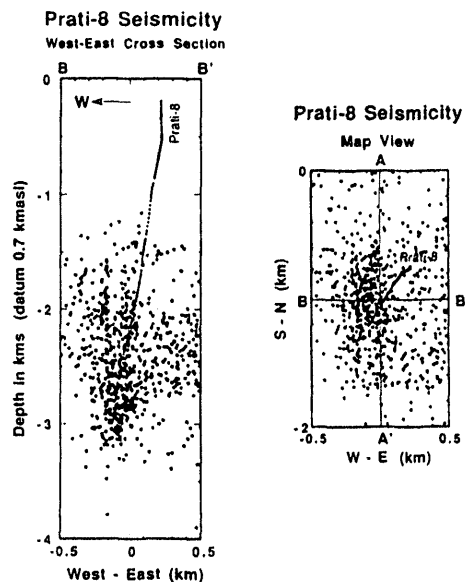 Prati-8 Seismicity
West-East Cross Section
B B'
0
W
Prati-8
-1
-2
-3
-4
Depth in kms (datum 0.7 kmasl)
-0.5 0 0.5
West - East (km)
Prati-8 Seismicity
Map View
A
0
Prati-8
B B
S - N (km)
-2
A'
-0.5 0 0.5
W - E (km)